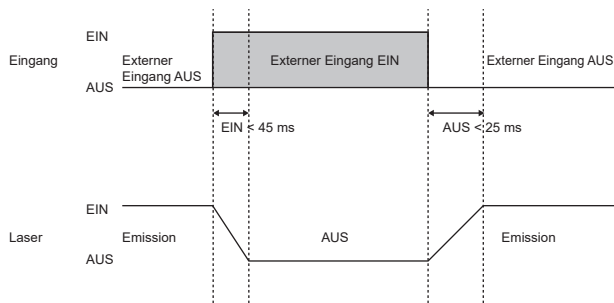 EIN
Eingang
Externer
Eingang AUS
Externer Eingang EIN
Externer Eingang AUS
AUS
EIN < 45 ms
AUS < 25 ms
EIN
Laser
Emission
AUS
Emission
AUS